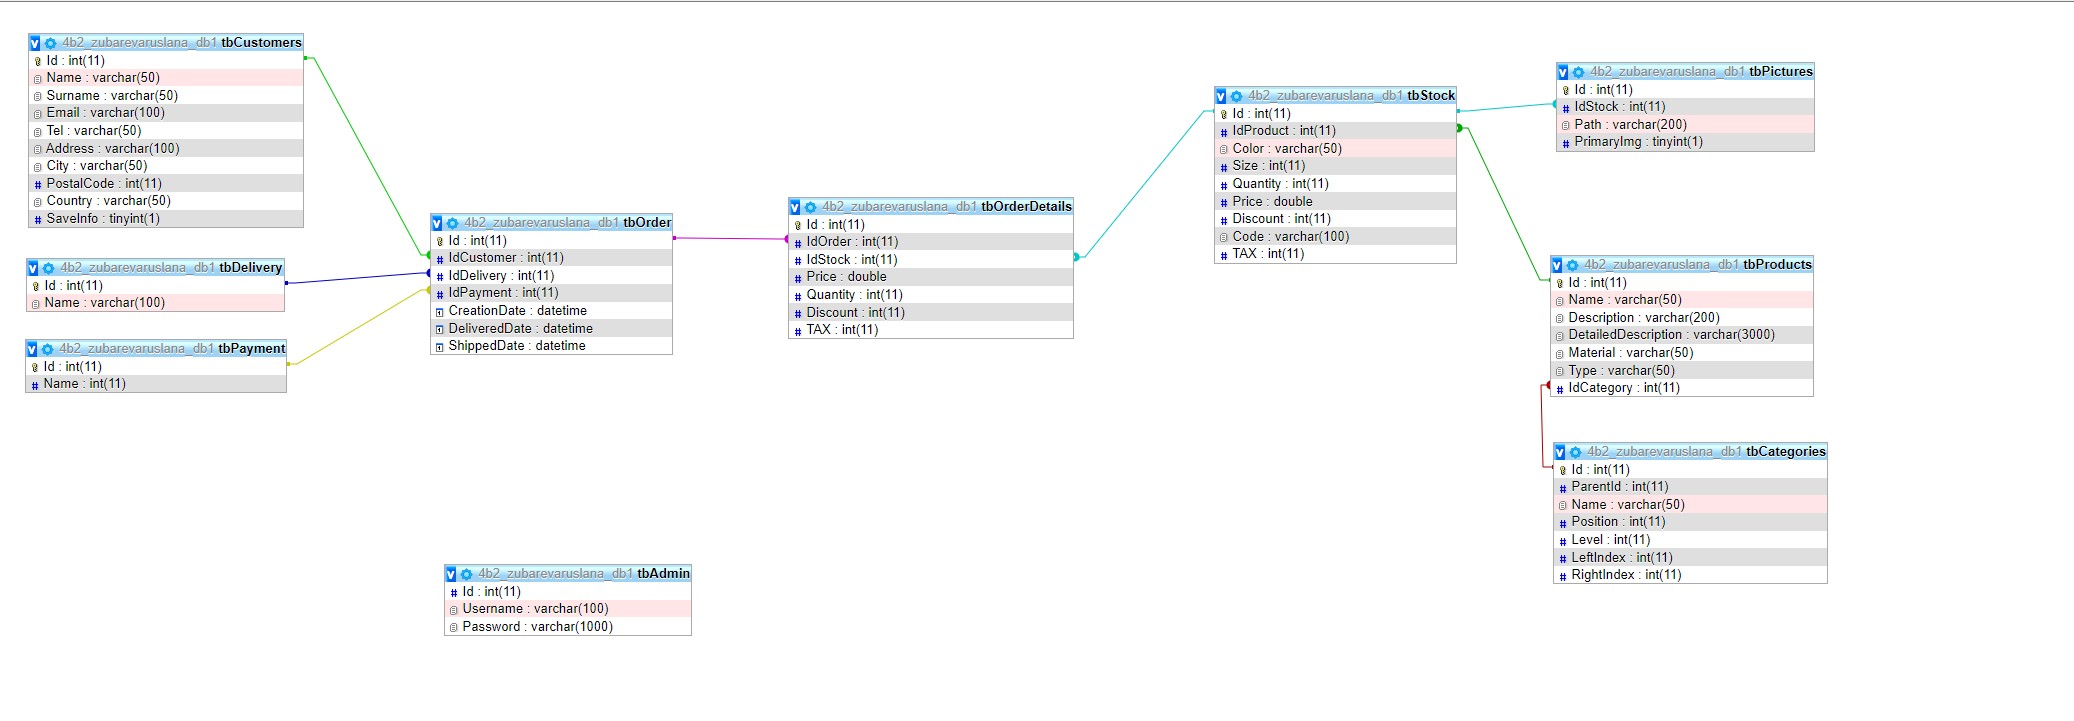 4b2_zubarevaruslana_db1 tbCustomers
Id : int(11)
Name : varchar(50)
Surname : varchar(50)
Email : varchar(100)
Tel : varchar(50)
Address : varchar(100)
City : varchar(50)
PostalCode : int(11)
Country : varchar(50)
SaveInfo : tinyint(1)
4b2_zubarevaruslana_db1 tbDelivery
Id : int(11)
Name : varchar(100)
4b2_zubarevaruslana_db1 tbPayment
Id : int(11)
Name : int(11)
4b2_zubarevaruslana_db1 tbOrder
Id : int(11)
IdCustomer : int(11)
IdDelivery : int(11)
IdPayment : int(11)
CreationDate : datetime
DeliveredDate : datetime
ShippedDate : datetime
4b2_zubarevaruslana_db1 tbAdmin
Id : int(11)
Username : varchar(100)
Password : varchar(1000)
4b2_zubarevaruslana_db1 tbOrderDetails
Id : int(11)
IdOrder : int(11)
IdStock : int(11)
Price : double
Quantity : int(11)
Discount : int(11)
TAX : int(11)
4b2_zubarevaruslana_db1 tbStock
Id : int(11)
IdProduct : int(11)
Color : varchar(50)
Size : int(11)
Quantity : int(11)
Price : double
Discount : int(11)
Code : varchar(100)
TAX : int(11)
4b2_zubarevaruslana_db1 tbPictures
Id : int(11)
IdStock : int(11)
Path : varchar(200)
PrimaryImg : tinyint(1)
4b2_zubarevaruslana_db1 tbProducts
Id : int(11)
Name : varchar(50)
Description : varchar(200)
DetailedDescription : varchar(3000)
Material : varchar(50)
Type : varchar(50)
IdCategory : int(11)
4b2_zubarevaruslana_db1 tbCategories
Id : int(11)
ParentId : int(11)
Name : varchar(50)
Position : int(11)
Level : int(11)
LeftIndex : int(11)
RightIndex : int(11)